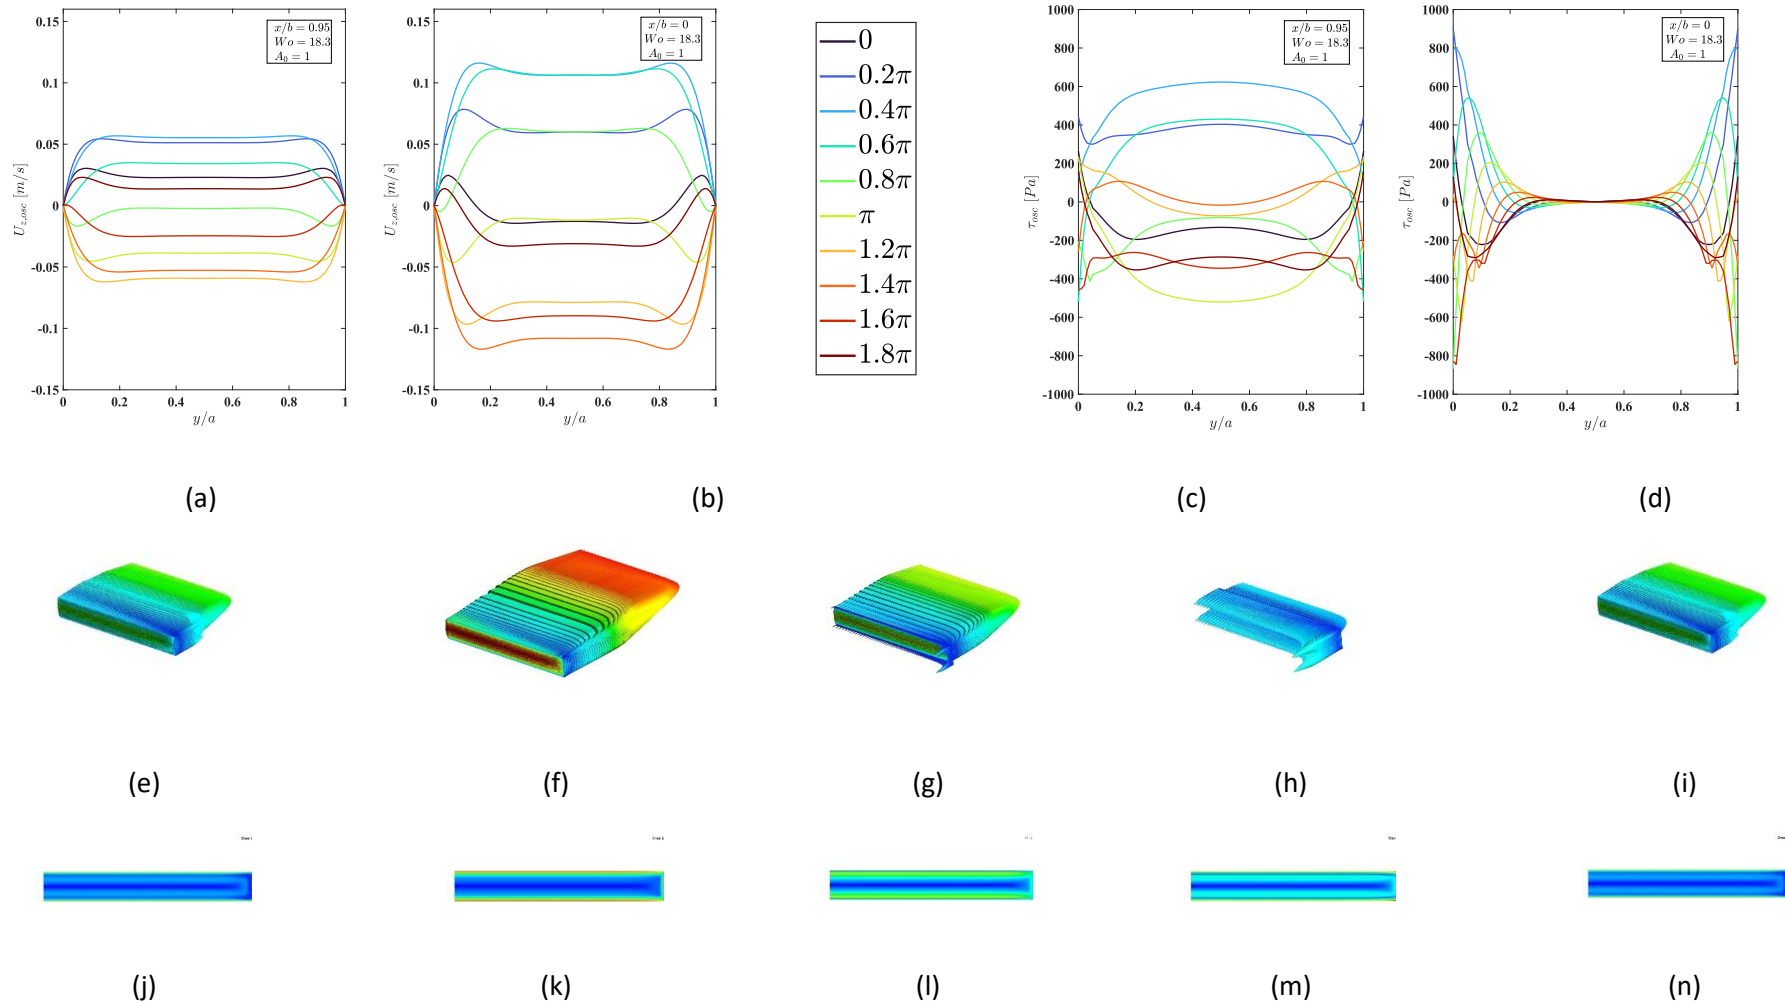 x/b = 0.95
Wo = 18.3
A₀ = 1
0.15
0.1
0.05
0
-0.05
-0.1
-0.15
U_{z,osc} [m/s]
0 0.2 0.4 0.6 0.8 1
y/a
x/b = 0
Wo = 18.3
A₀ = 1
0.15
0.1
0.05
0
-0.05
-0.1
-0.15
U_{z,osc} [m/s]
0 0.2 0.4 0.6 0.8 1
y/a
0
0.2π
0.4π
0.6π
0.8π
π
1.2π
1.4π
1.6π
1.8π
x/b = 0.95
Wo = 18.3
A₀ = 1
1000
800
600
400
200
0
-200
-400
-600
-800
-1000
τ_{osc} [Pa]
0 0.2 0.4 0.6 0.8 1
y/a
x/b = 0
Wo = 18.3
A₀ = 1
1000
800
600
400
200
0
-200
-400
-600
-800
-1000
τ_{osc} [Pa]
0 0.2 0.4 0.6 0.8 1
y/a
(a) (b) (c) (d)
(e) (f) (g) (h) (i)
(j) (k) (l) (m) (n)